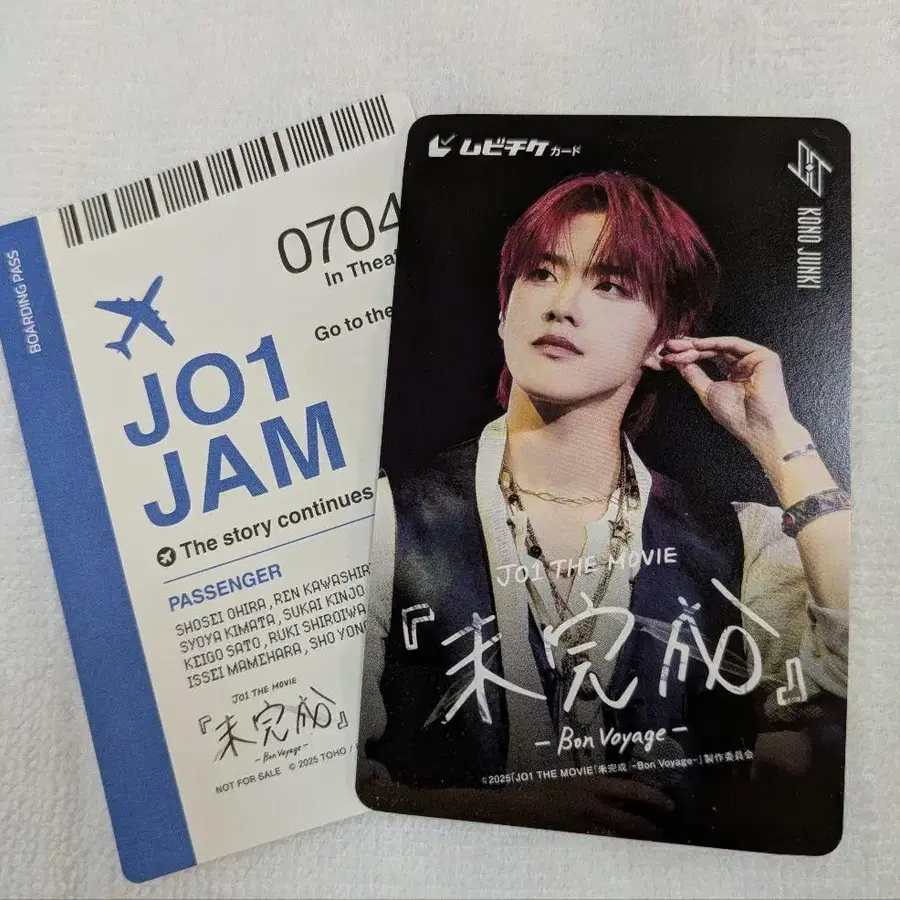 BOARDING PASS
0704
In Theat
Go to the
JO1
JAM
The story continues
PASSENGER
SHOSEI OHIRA, REN KAWASHIR
SYOYA KIMATA, SUKAI KINJO
KEIGO SATO, RUKI SHIROIWA
ISSEI MAMEHARA, SHO YON
JO1 THE MOVIE
『未完成』
- Bon Voyage -
NOT FOR SALE © 2025 TOHO /
ムビチケカード
KONO JUNKI
JO1 THE MOVIE
『未完成』
- Bon Voyage -
©2025「JO1 THE MOVIE『未完成』-Bon Voyage-」製作委員会